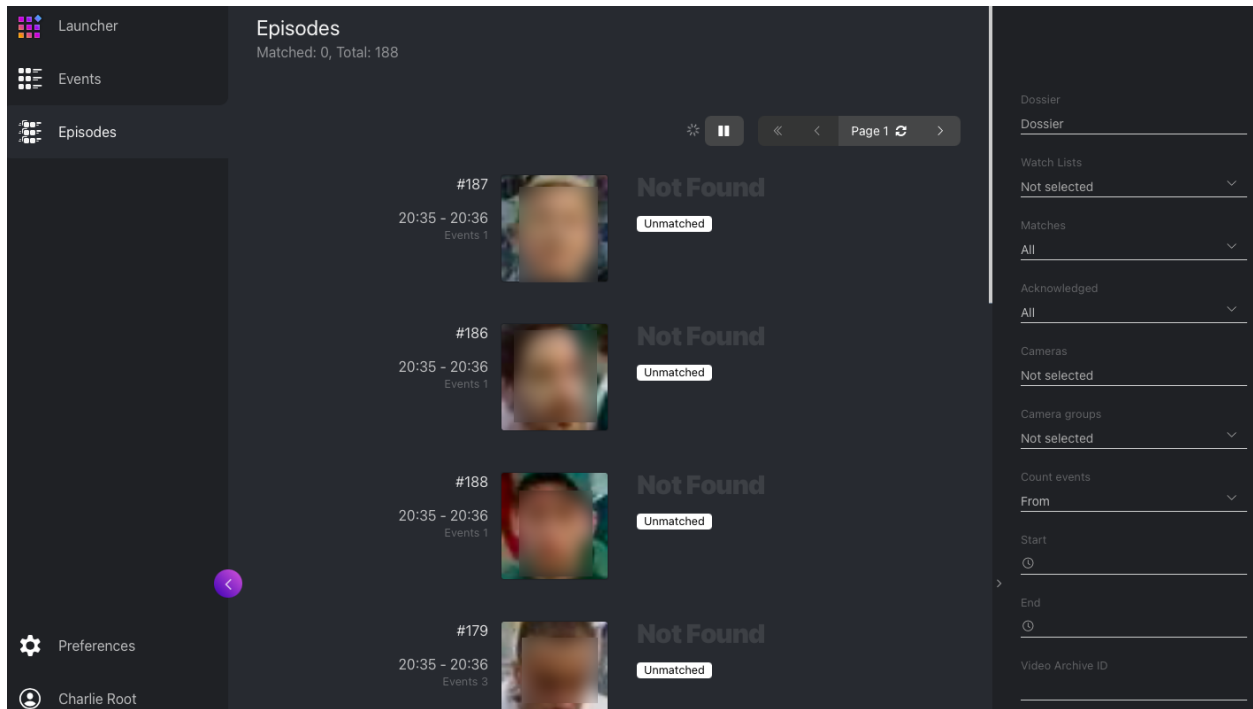 Launcher
Events
Episodes
Preferences
Charlie Root
Episodes
Matched: 0, Total: 188
Page 1
#187
20:35 - 20:36
Events 1
Not Found
Unmatched
#186
20:35 - 20:36
Events 1
Not Found
Unmatched
#188
20:35 - 20:36
Events 1
Not Found
Unmatched
#179
20:35 - 20:36
Events 3
Not Found
Unmatched
Dossier
Dossier
Watch Lists
Not selected
Matches
All
Acknowledged
All
Cameras
Not selected
Camera groups
Not selected
Count events
From
Start
End
Video Archive ID